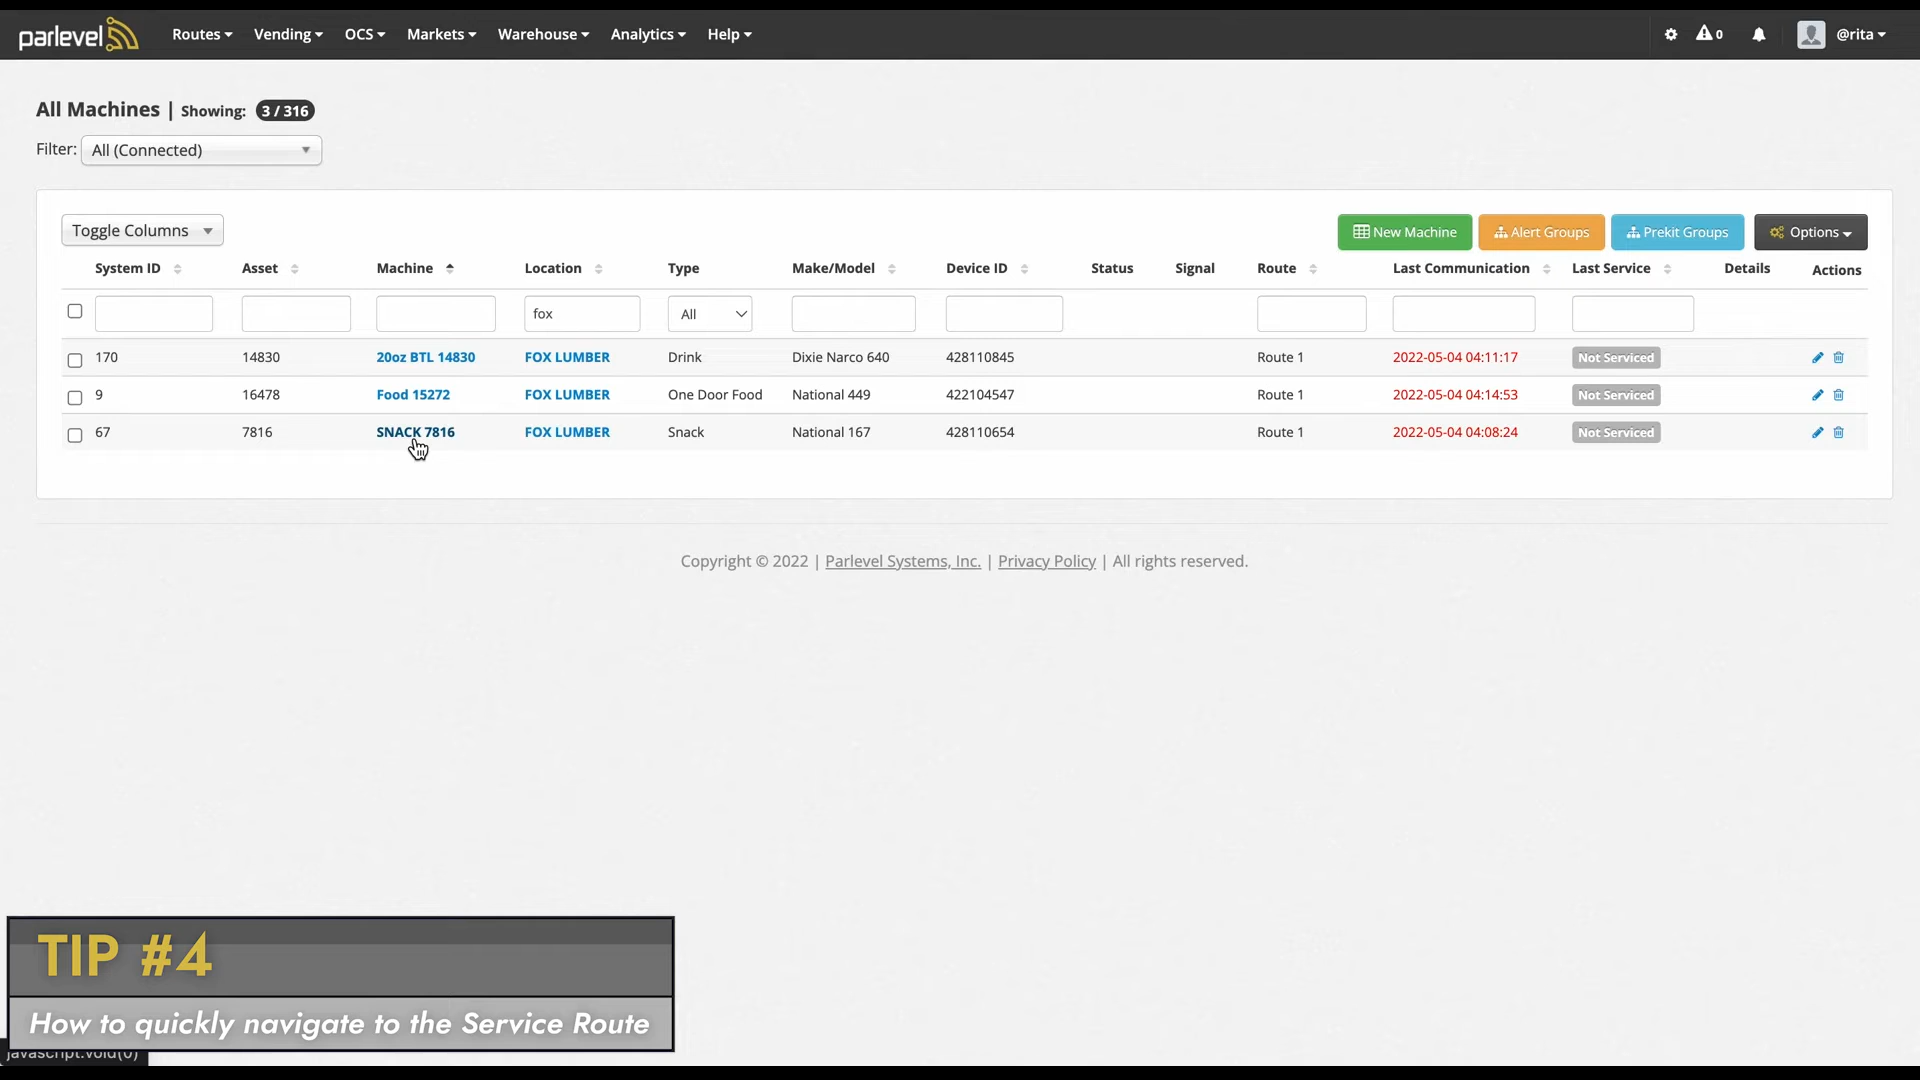 parlevel Routes Vending OCS Markets Warehouse Analytics Help 0 @rita
All Machines | Showing: 3 / 316
Filter: All (Connected)
Toggle Columns New Machine Alert Groups Prekit Groups Options
System ID Asset Machine Location Type Make/Model Device ID Status Signal Route Last Communication Last Service Details Actions
fox All
170 14830 20oz BTL 14830 FOX LUMBER Drink Dixie Narco 640 428110845 Route 1 2022-05-04 04:11:17 Not Serviced
9 16478 Food 15272 FOX LUMBER One Door Food National 449 422104547 Route 1 2022-05-04 04:14:53 Not Serviced
67 7816 SNACK 7816 FOX LUMBER Snack National 167 428110654 Route 1 2022-05-04 04:08:24 Not Serviced
Copyright © 2022 | Parlevel Systems, Inc. | Privacy Policy | All rights reserved.
TIP #4
How to quickly navigate to the Service Route
javascript:void(0)